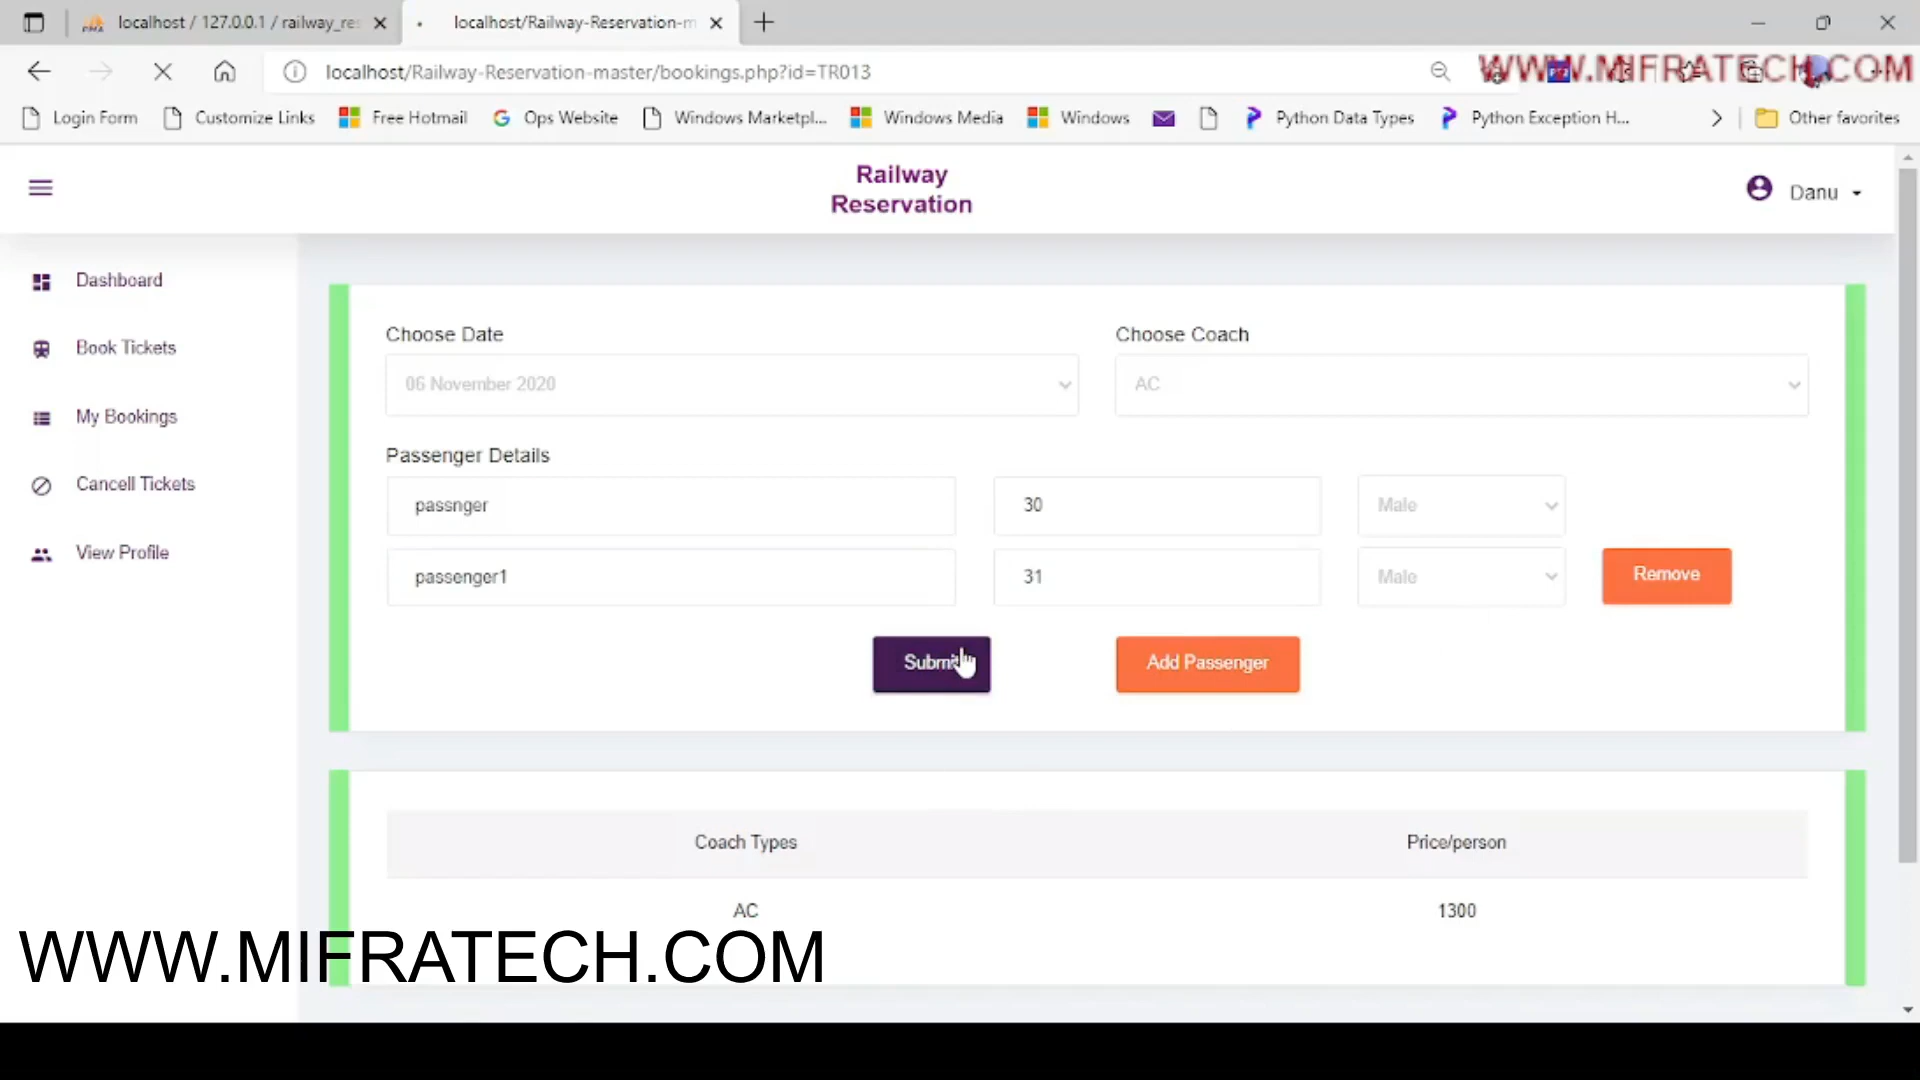 localhost / 127.0.0.1 / railway_res
localhost/Railway-Reservation-m
localhost/Railway-Reservation-master/bookings.php?id=TR013
WWW.MIFRATECH.COM
Login Form
Customize Links
Free Hotmail
Ops Website
Windows Marketpl...
Windows Media
Windows
Python Data Types
Python Exception H...
Other favorites
Railway
Reservation
Danu
Dashboard
Book Tickets
My Bookings
Cancell Tickets
View Profile
Choose Date
Choose Coach
06 November 2020
AC
Passenger Details
passnger
30
Male
passenger1
31
Male
Remove
Submit
Add Passenger
Coach Types
Price/person
AC
1300
WWW.MIFRATECH.COM